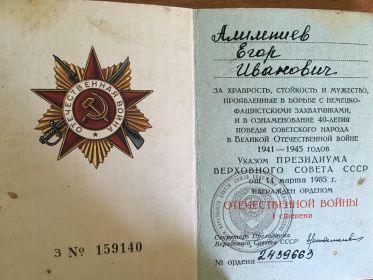 ОТЕЧЕСТВЕННАЯ ВОЙНА
З № 159140
Егор
Иванович
ЗА ХРАБРОСТЬ, СТОЙКОСТЬ И МУЖЕСТВО,
ПРОЯВЛЕННЫЕ В БОРЬБЕ С НЕМЕЦКО-
ФАШИСТСКИМИ ЗАХВАТЧИКАМИ,
И В ОЗНАМЕНОВАНИЕ 40-ЛЕТИЯ
ПОБЕДЫ СОВЕТСКОГО НАРОДА
В ВЕЛИКОЙ ОТЕЧЕСТВЕННОЙ ВОЙНЕ
1941—1945 ГОДОВ
УКАЗОМ ПРЕЗИДИУМА
ВЕРХОВНОГО СОВЕТА СССР
от 11 марта 1985 г.
НАГРАЖДЕН ОРДЕНОМ
ОТЕЧЕСТВЕННОЙ ВОЙНЫ
I степени
Секретарь Президиума
Верховного Совета СССР
№ ордена 2439663